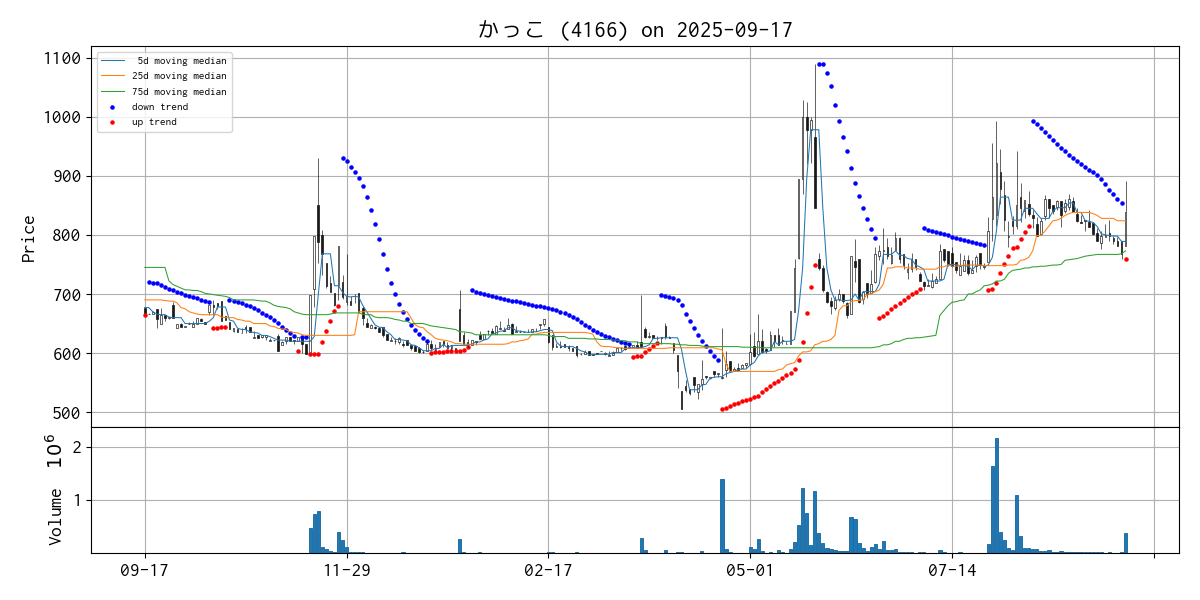 かっこ (4166) on 2025-09-17
5d moving median
25d moving median
75d moving median
down trend
up trend
Price
1100
1000
900
800
700
600
500
Volume 10^6
2
1
09-17 11-29 02-17 05-01 07-14